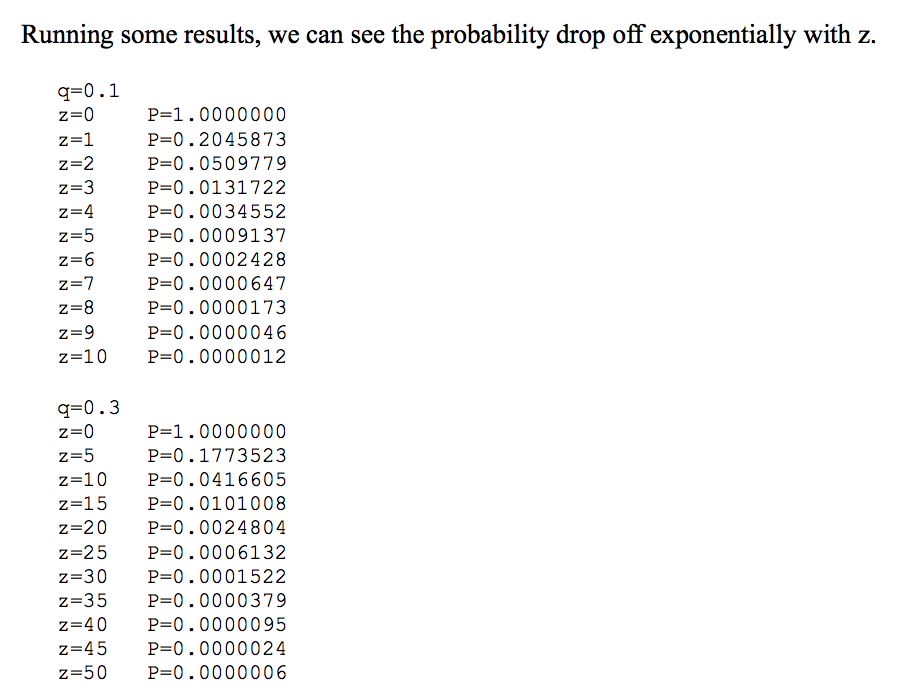 Running some results, we can see the probability drop off exponentially with z.
q=0.1
z=0 P=1.0000000
z=1 P=0.2045873
z=2 P=0.0509779
z=3 P=0.0131722
z=4 P=0.0034552
z=5 P=0.0009137
z=6 P=0.0002428
z=7 P=0.0000647
z=8 P=0.0000173
z=9 P=0.0000046
z=10 P=0.0000012
q=0.3
z=0 P=1.0000000
z=5 P=0.1773523
z=10 P=0.0416605
z=15 P=0.0101008
z=20 P=0.0024804
z=25 P=0.0006132
z=30 P=0.0001522
z=35 P=0.0000379
z=40 P=0.0000095
z=45 P=0.0000024
z=50 P=0.0000006